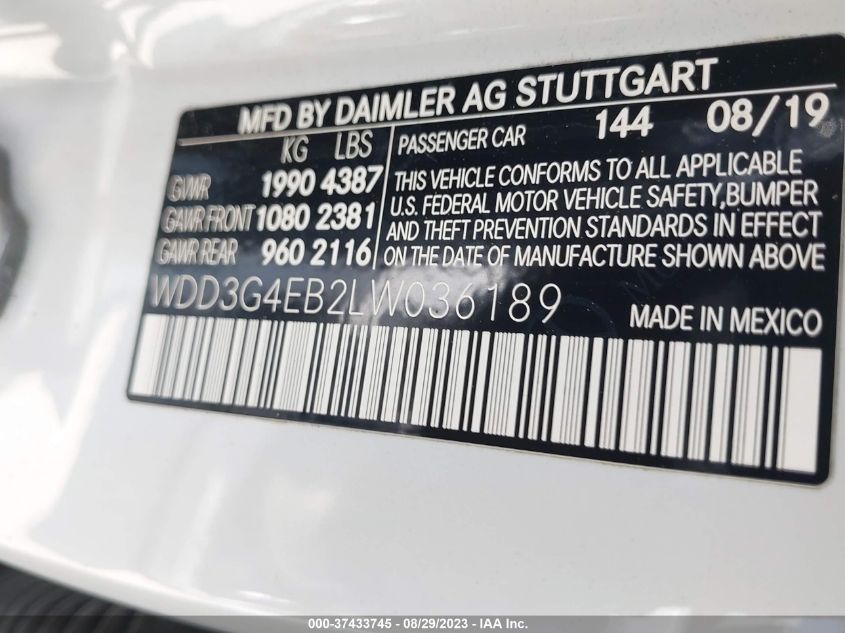 MFD BY DAIMLER AG STUTTGART
KG LBS
GVWR 1990 4387
GAWR FRONT 1080 2381
GAWR REAR 960 2116
PASSENGER CAR 144 08/19
THIS VEHICLE CONFORMS TO ALL APPLICABLE
U.S. FEDERAL MOTOR VEHICLE SAFETY, BUMPER
AND THEFT PREVENTION STANDARDS IN EFFECT
ON THE DATE OF MANUFACTURE SHOWN ABOVE
WDD3G4EB2LW036189
MADE IN MEXICO
000-37433745 - 08/29/2023 - IAA Inc.